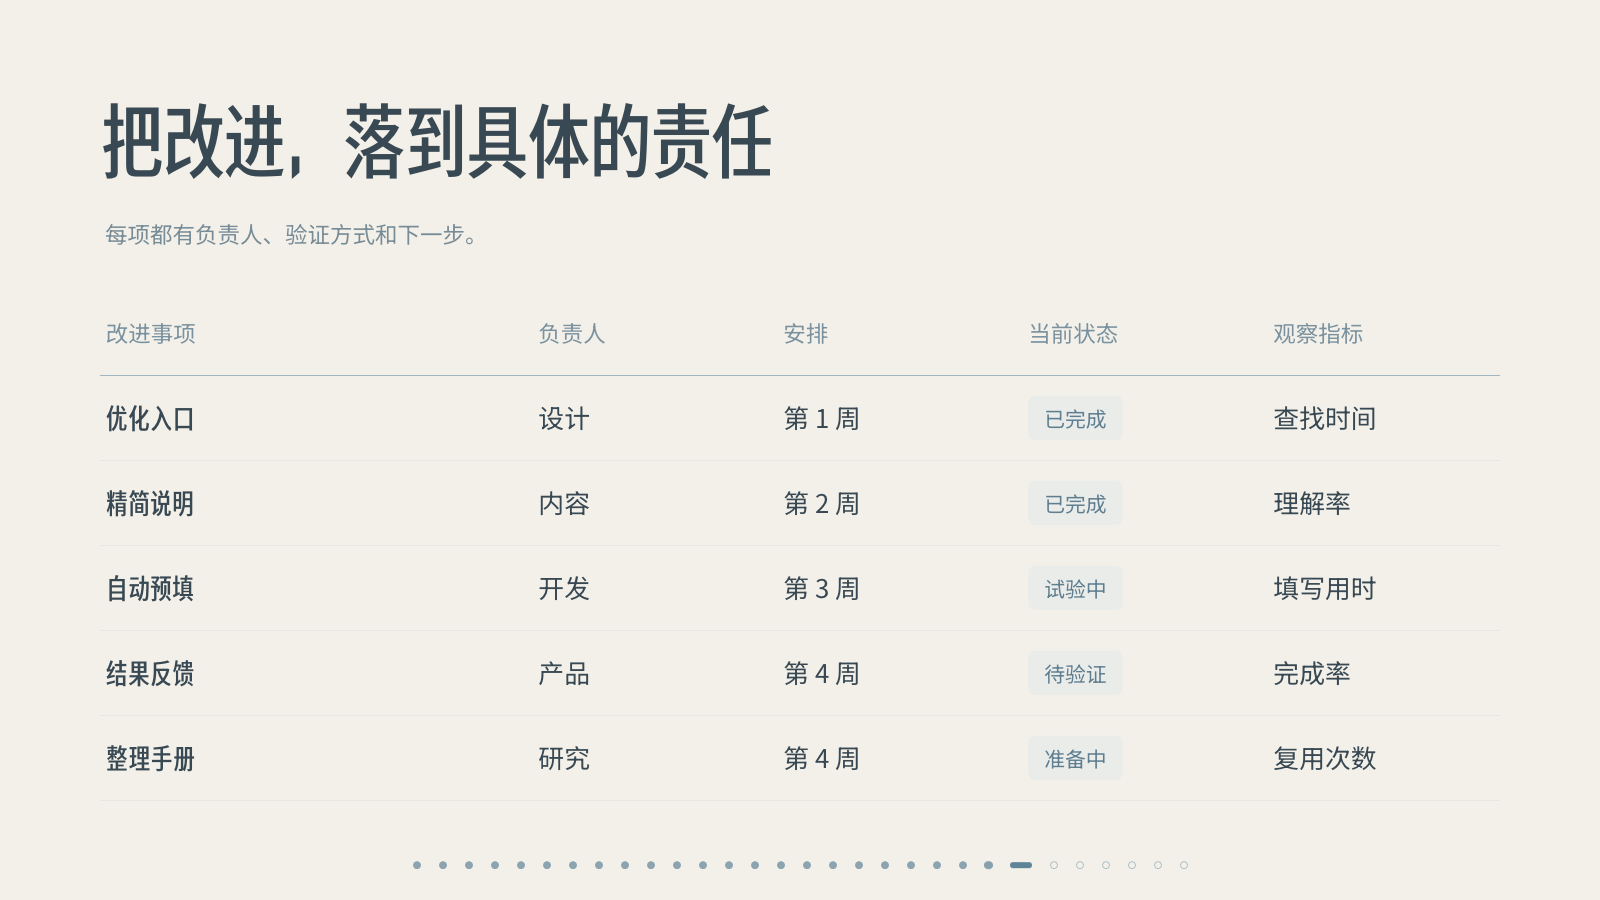 把改进，落到具体的责任
每项都有负责人、验证方式和下一步。
改进事项 负责人 安排 当前状态 观察指标
优化入口 设计 第 1 周 已完成 查找时间
精简说明 内容 第 2 周 已完成 理解率
自动预填 开发 第 3 周 试验中 填写用时
结果反馈 产品 第 4 周 待验证 完成率
整理手册 研究 第 4 周 准备中 复用次数